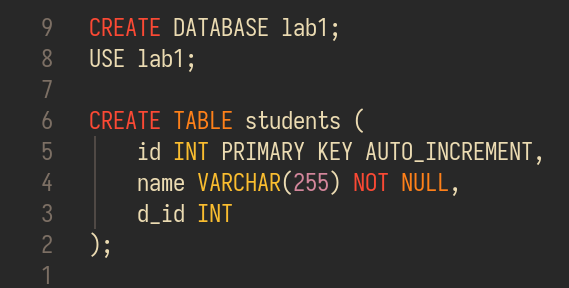 9 CREATE DATABASE lab1;
8 USE lab1;
7
6 CREATE TABLE students (
5     id INT PRIMARY KEY AUTO_INCREMENT,
4     name VARCHAR(255) NOT NULL,
3     d_id INT
2 );
1